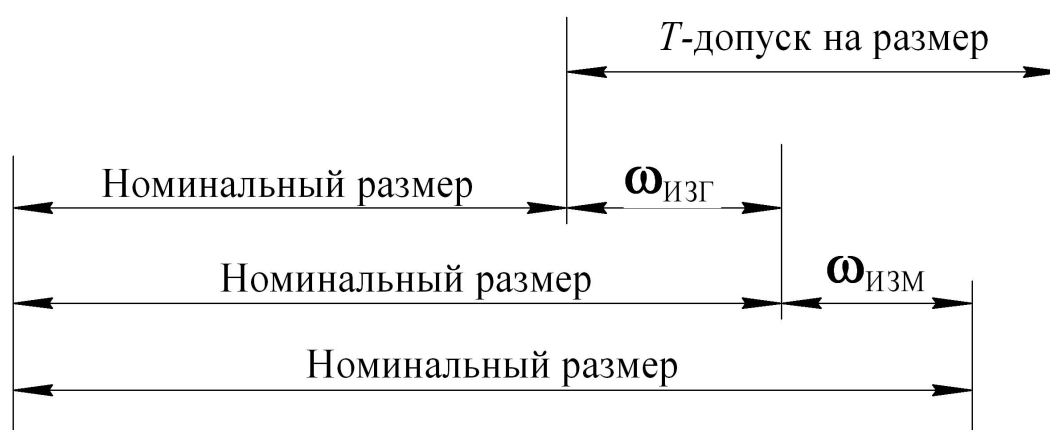 T-допуск на размер
Номинальный размер
ωИЗГ
Номинальный размер
ωИЗМ
Номинальный размер